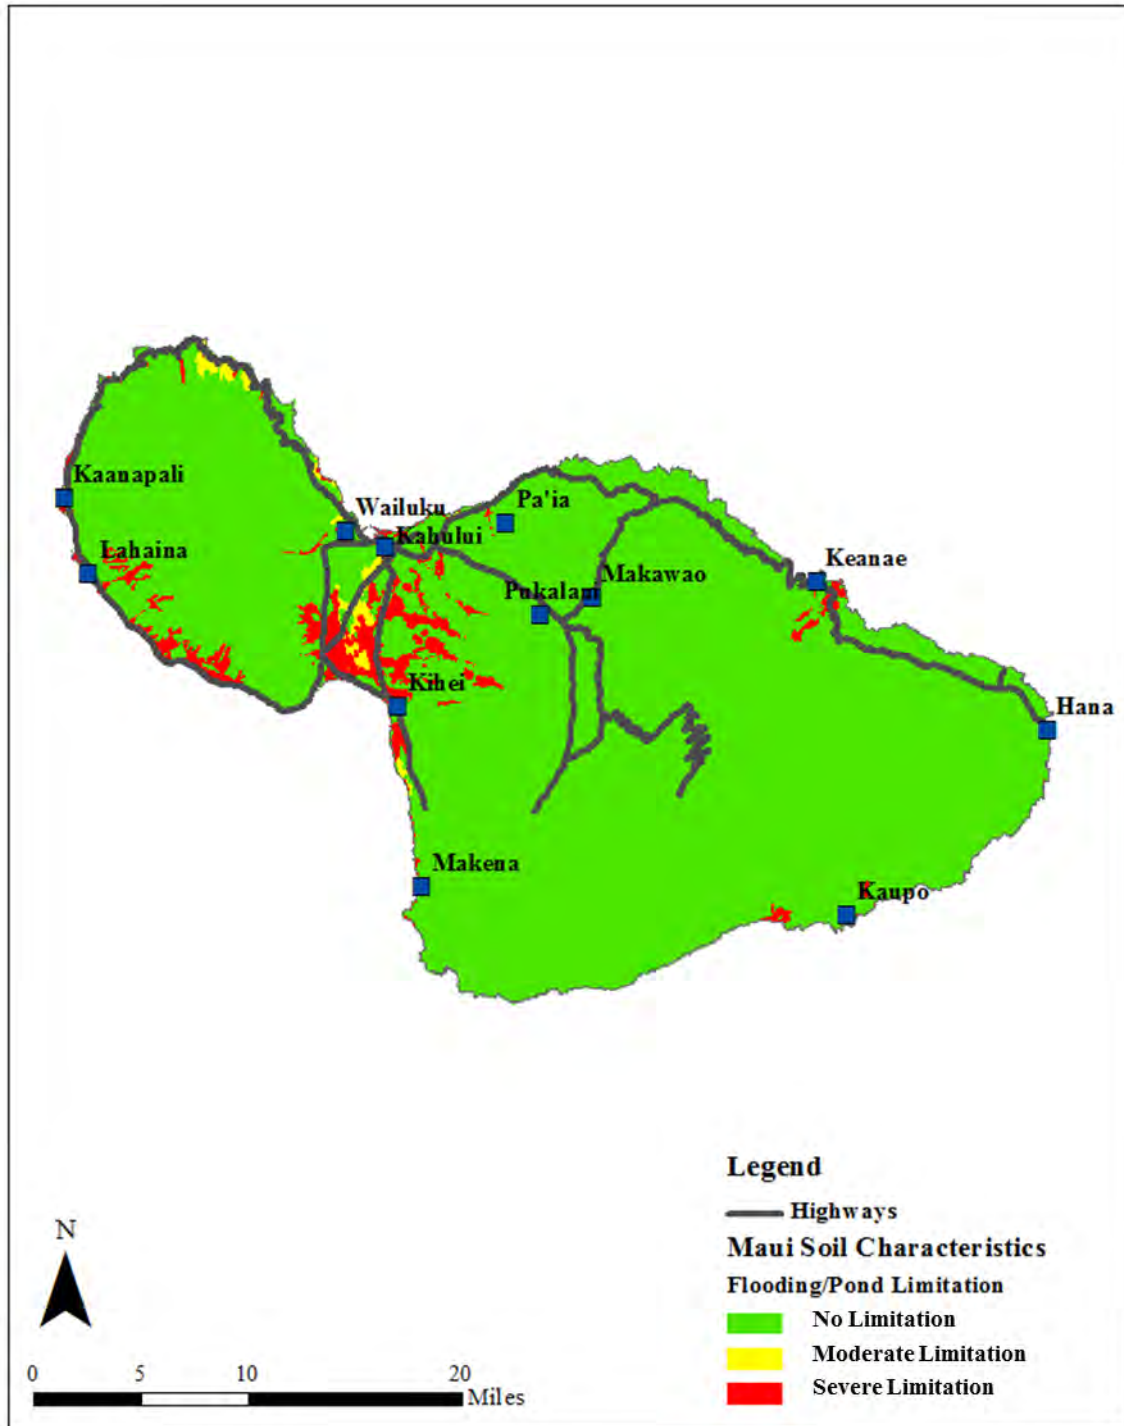 Kaanapali
Wailuku
Pa'ia
Kahului
Lahaina
Keanae
Makawao
Pukalani
Kihei
Hana
Makena
Kaupo
Legend
Highways
Maui Soil Characteristics
Flooding/Pond Limitation
No Limitation
Moderate Limitation
Severe Limitation
N
0 5 10 20
Miles